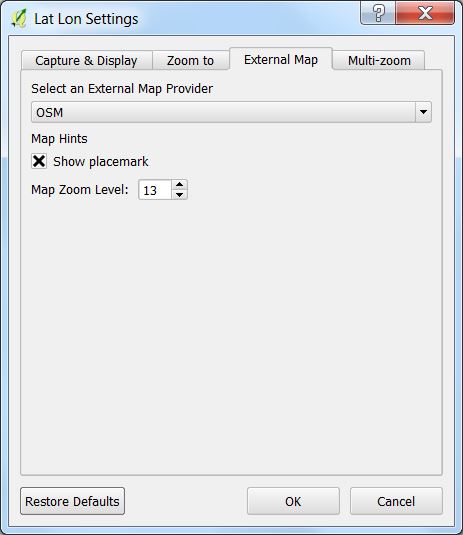 Lat Lon Settings
?
Capture & Display Zoom to External Map Multi-zoom
Select an External Map Provider
OSM
Map Hints
Show placemark
Map Zoom Level: 13
Restore Defaults OK Cancel